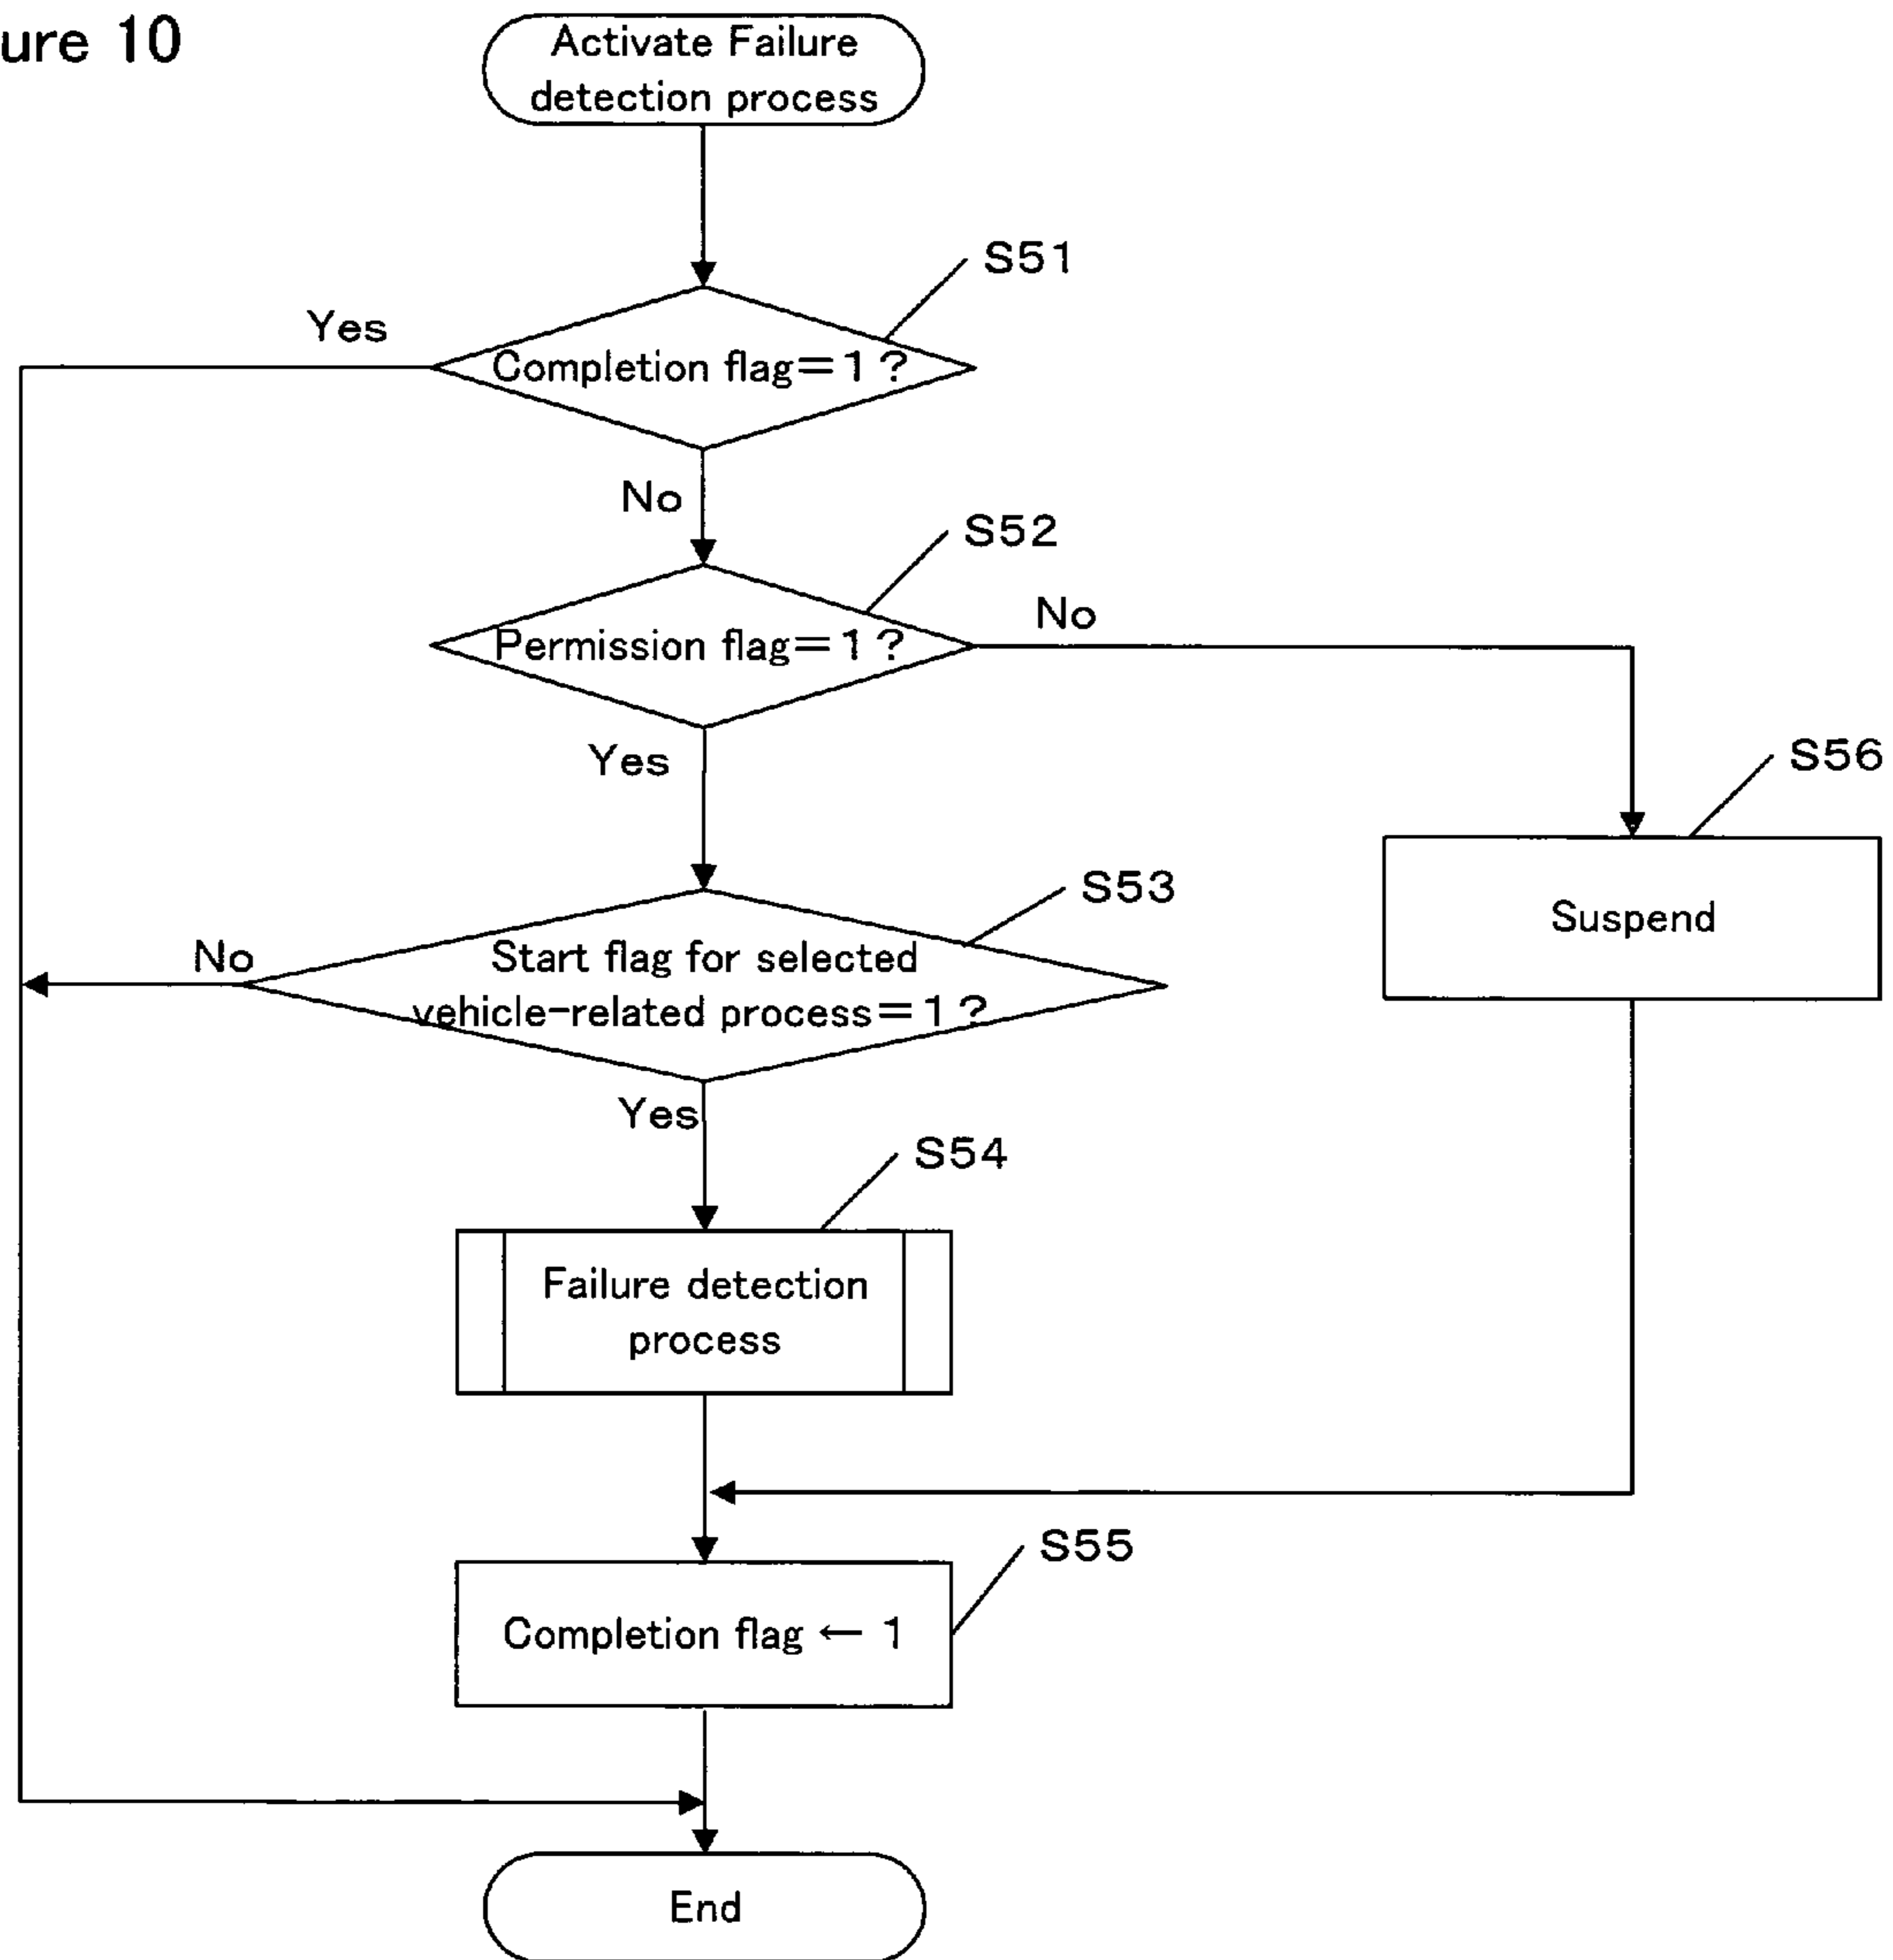 ure 10
Activate Failure
detection process
S51
Yes
Completion flag=1?
No
S52
No
Permission flag=1?
Yes
S56
S53
Suspend
No
Start flag for selected
vehicle-related process=1?
Yes
S54
Failure detection
process
S55
Completion flag ← 1
End